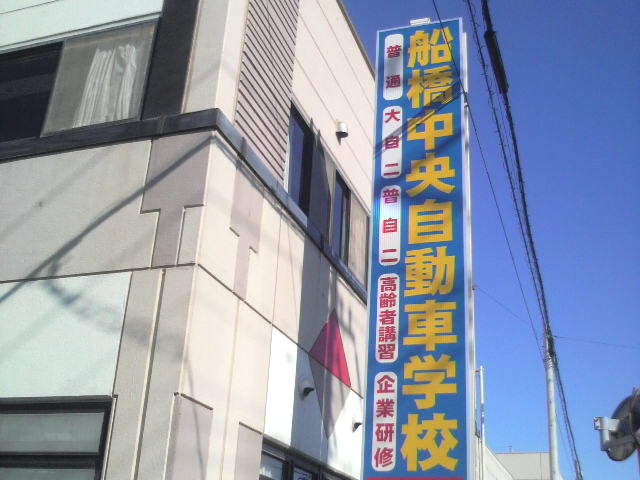 船橋中央自動車学校
普通
大自二
普自二
高齢者講習
企業研修